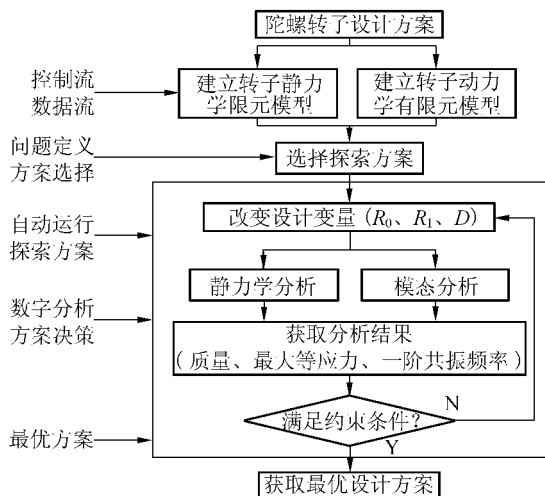 陀螺转子设计方案
控制流
数据流
建立转子静力
学限元模型
建立转子动力
学有限元模型
问题定义
方案选择
选择探索方案
自动运行
探索方案
改变设计变量 (R₀、R₁、D)
静力学分析
模态分析
数字分析
方案决策
获取分析结果
(质量、最大等应力、一阶共振频率)
满足约束条件?
N
Y
最优方案
获取最优设计方案